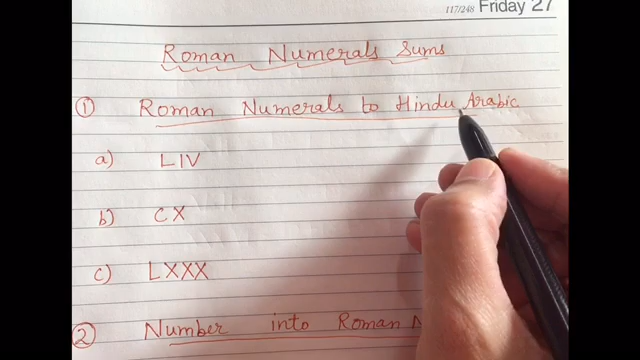 117/248 Friday 27
Roman Numerals Sums
① Roman Numerals to Hindu Arabic
a) LIV
b) CX
c) LXXX
② Number into Roman N